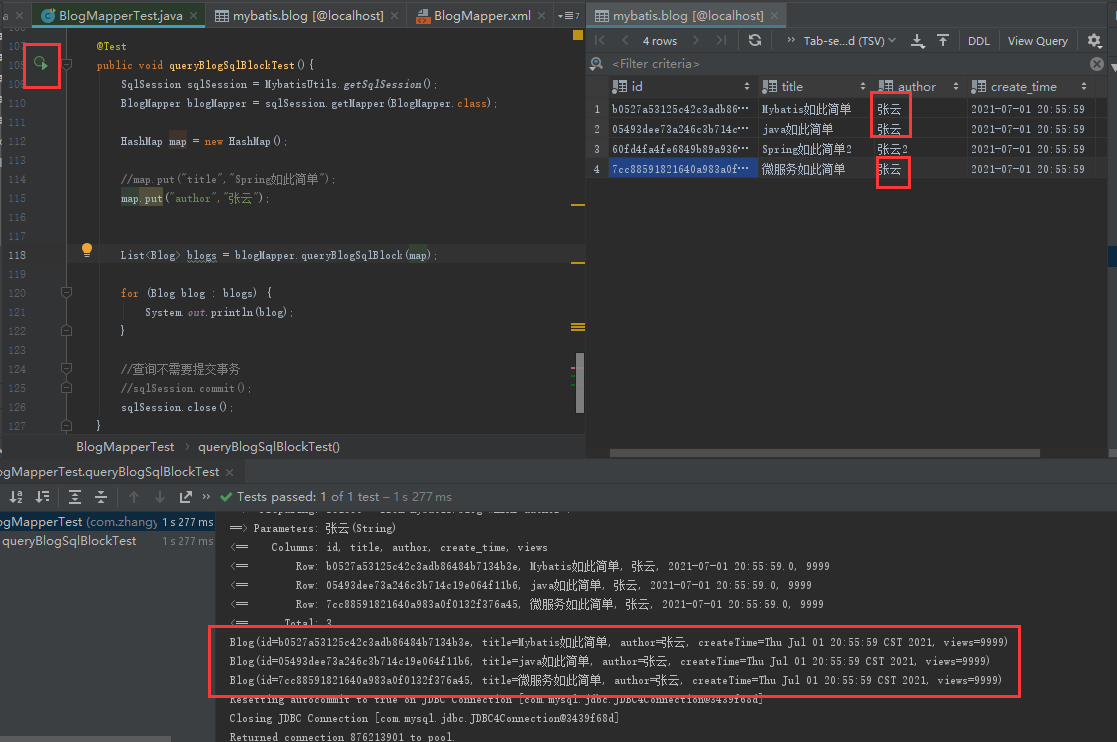 a
BlogMapperTest.java
mybatis.blog [@localhost]
BlogMapper.xml
7
107
@Test
public void queryBlogSqlBlockTest(){
109
SqlSession sqlSession = MybatisUtils.getSqlSession();
110
BlogMapper blogMapper = sqlSession.getMapper(BlogMapper.class);
111
112
HashMap map = new HashMap();
113
114
//map.put("title","Spring如此简单");
115
map.put("author","张云");
116
117
118
List<Blog> blogs = blogMapper.queryBlogSqlBlock(map);
119
120
for (Blog blog : blogs) {
121
System.out.println(blog);
122
}
123
124
//查询不需要提交事务
125
//sqlSession.commit();
126
sqlSession.close();
127
}
BlogMapperTest
queryBlogSqlBlockTest()
mybatis.blog [@localhost]
4 rows
Tab-se...d (TSV)
DDL
View Query
<Filter criteria>
id title author create_time
1 b0527a53125c42c3adb86... Mybatis如此简单 张云 2021-07-01 20:55:59
2 05493dee73a246c3b714c... java如此简单 张云 2021-07-01 20:55:59
3 60fd4fa4fe6849b89a936... Spring如此简单2 张云2 2021-07-01 20:55:59
4 7cc88591821640a983a0f... 微服务如此简单 张云 2021-07-01 20:55:59
ogMapperTest.queryBlogSqlBlockTest
Tests passed: 1 of 1 test – 1 s 277 ms
ogMapperTest (com.zhangy 1 s 277 ms
queryBlogSqlBlockTest 1 s 277 ms
==> Parameters: 张云(String)
<== Columns: id, title, author, create_time, views
<== Row: b0527a53125c42c3adb86484b7134b3e, Mybatis如此简单, 张云, 2021-07-01 20:55:59.0, 9999
<== Row: 05493dee73a246c3b714c19e064f11b6, java如此简单, 张云, 2021-07-01 20:55:59.0, 9999
<== Row: 7cc88591821640a983a0f0132f376a45, 微服务如此简单, 张云, 2021-07-01 20:55:59.0, 9999
<== Total: 3
Blog(id=b0527a53125c42c3adb86484b7134b3e, title=Mybatis如此简单, author=张云, createTime=Thu Jul 01 20:55:59 CST 2021, views=9999)
Blog(id=05493dee73a246c3b714c19e064f11b6, title=java如此简单, author=张云, createTime=Thu Jul 01 20:55:59 CST 2021, views=9999)
Blog(id=7cc88591821640a983a0f0132f376a45, title=微服务如此简单, author=张云, createTime=Thu Jul 01 20:55:59 CST 2021, views=9999)
Resetting autocommit to true on JDBC Connection [com.mysql.jdbc.JDBC4Connection@3439f68d]
Closing JDBC Connection [com.mysql.jdbc.JDBC4Connection@3439f68d]
Returned connection 876213901 to pool.